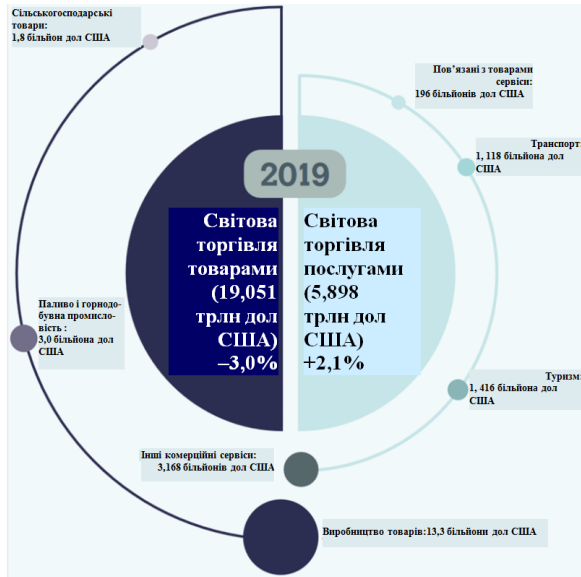 Сільськогосподарські
товари:
1,8 більйон дол США
Пов’язані з товарами
сервіси:
196 більйонів дол США
Транспорт:
1, 118 більйона дол
США
2019
Світова
торгівля
товарами
(19,051
трлн дол
США)
–3,0%
Світова
торгівля
послугами
(5,898
трлн дол
США)
+2,1%
Паливо і горнодо-
бувна промисло-
вість :
3,0 більйона дол
США
Туризм:
1, 416 більйона дол
США
Інші комерційні сервіси:
3,168 більйонів дол США
Виробництво товарів:13,3 більйони дол США